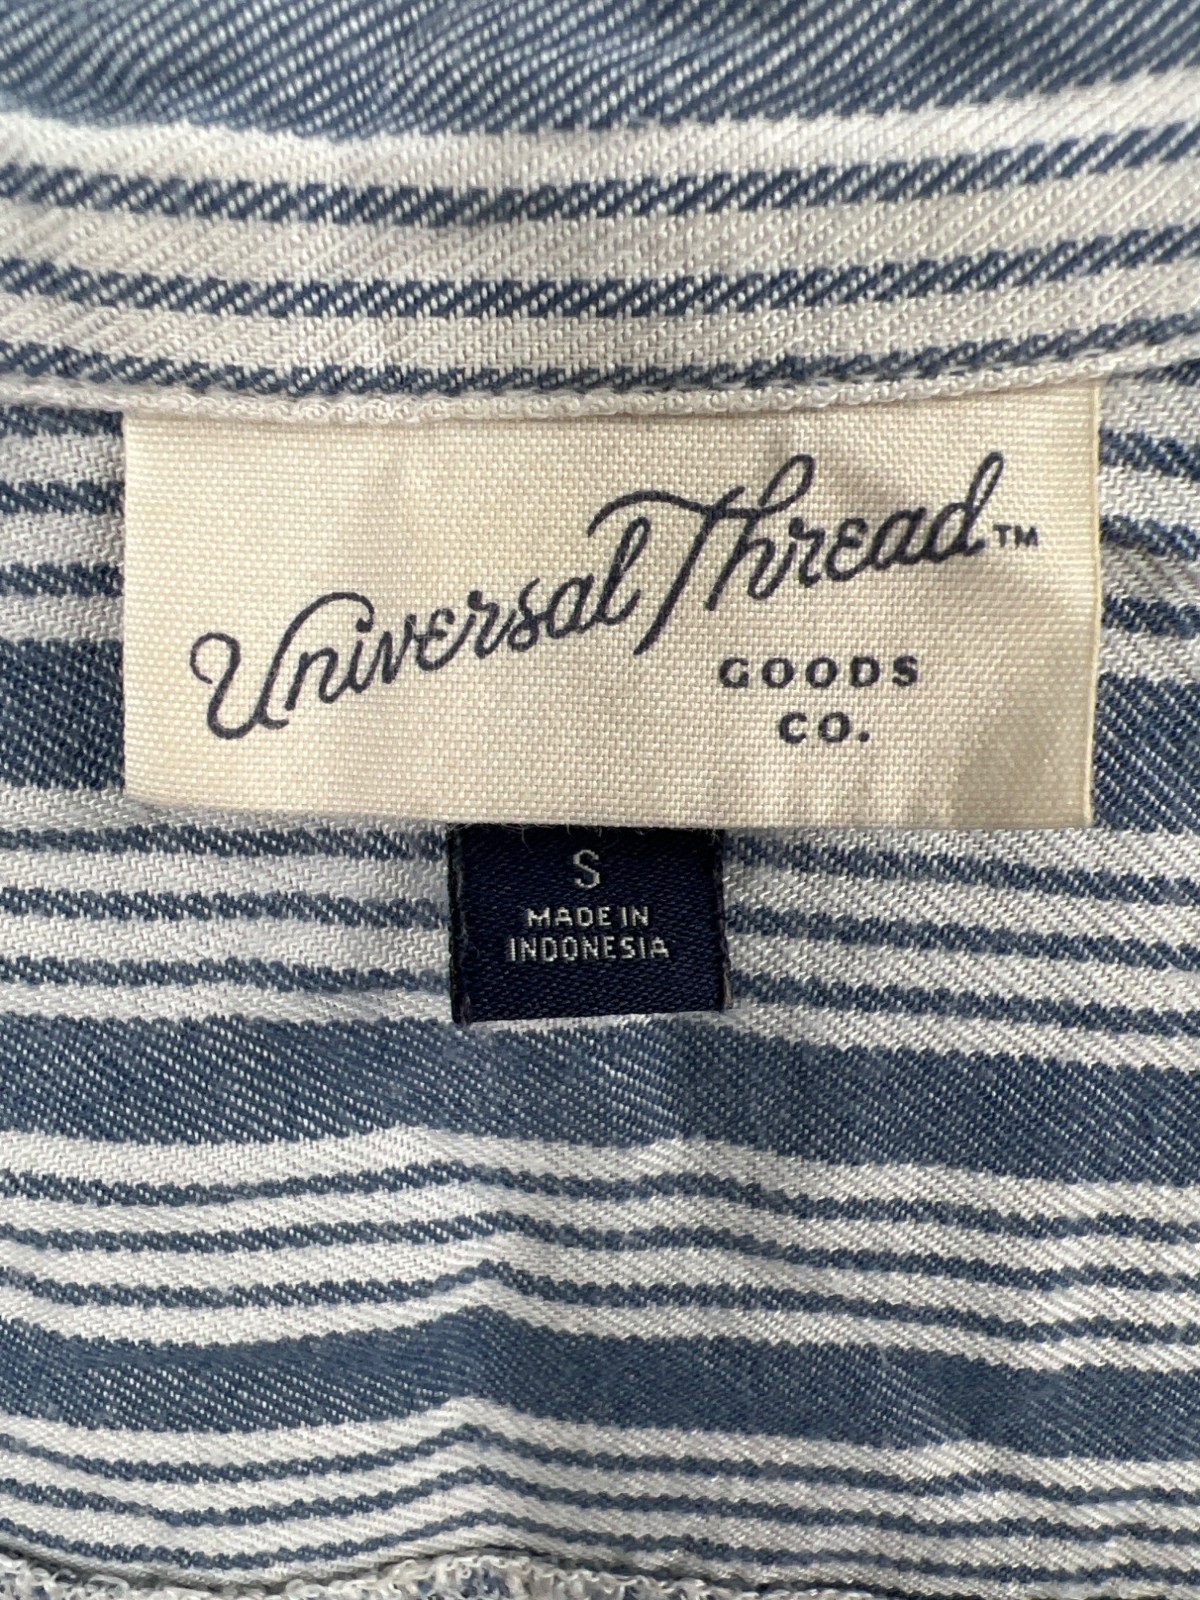 Universal Thread™
GOODS
CO.
S
MADE IN
INDONESIA